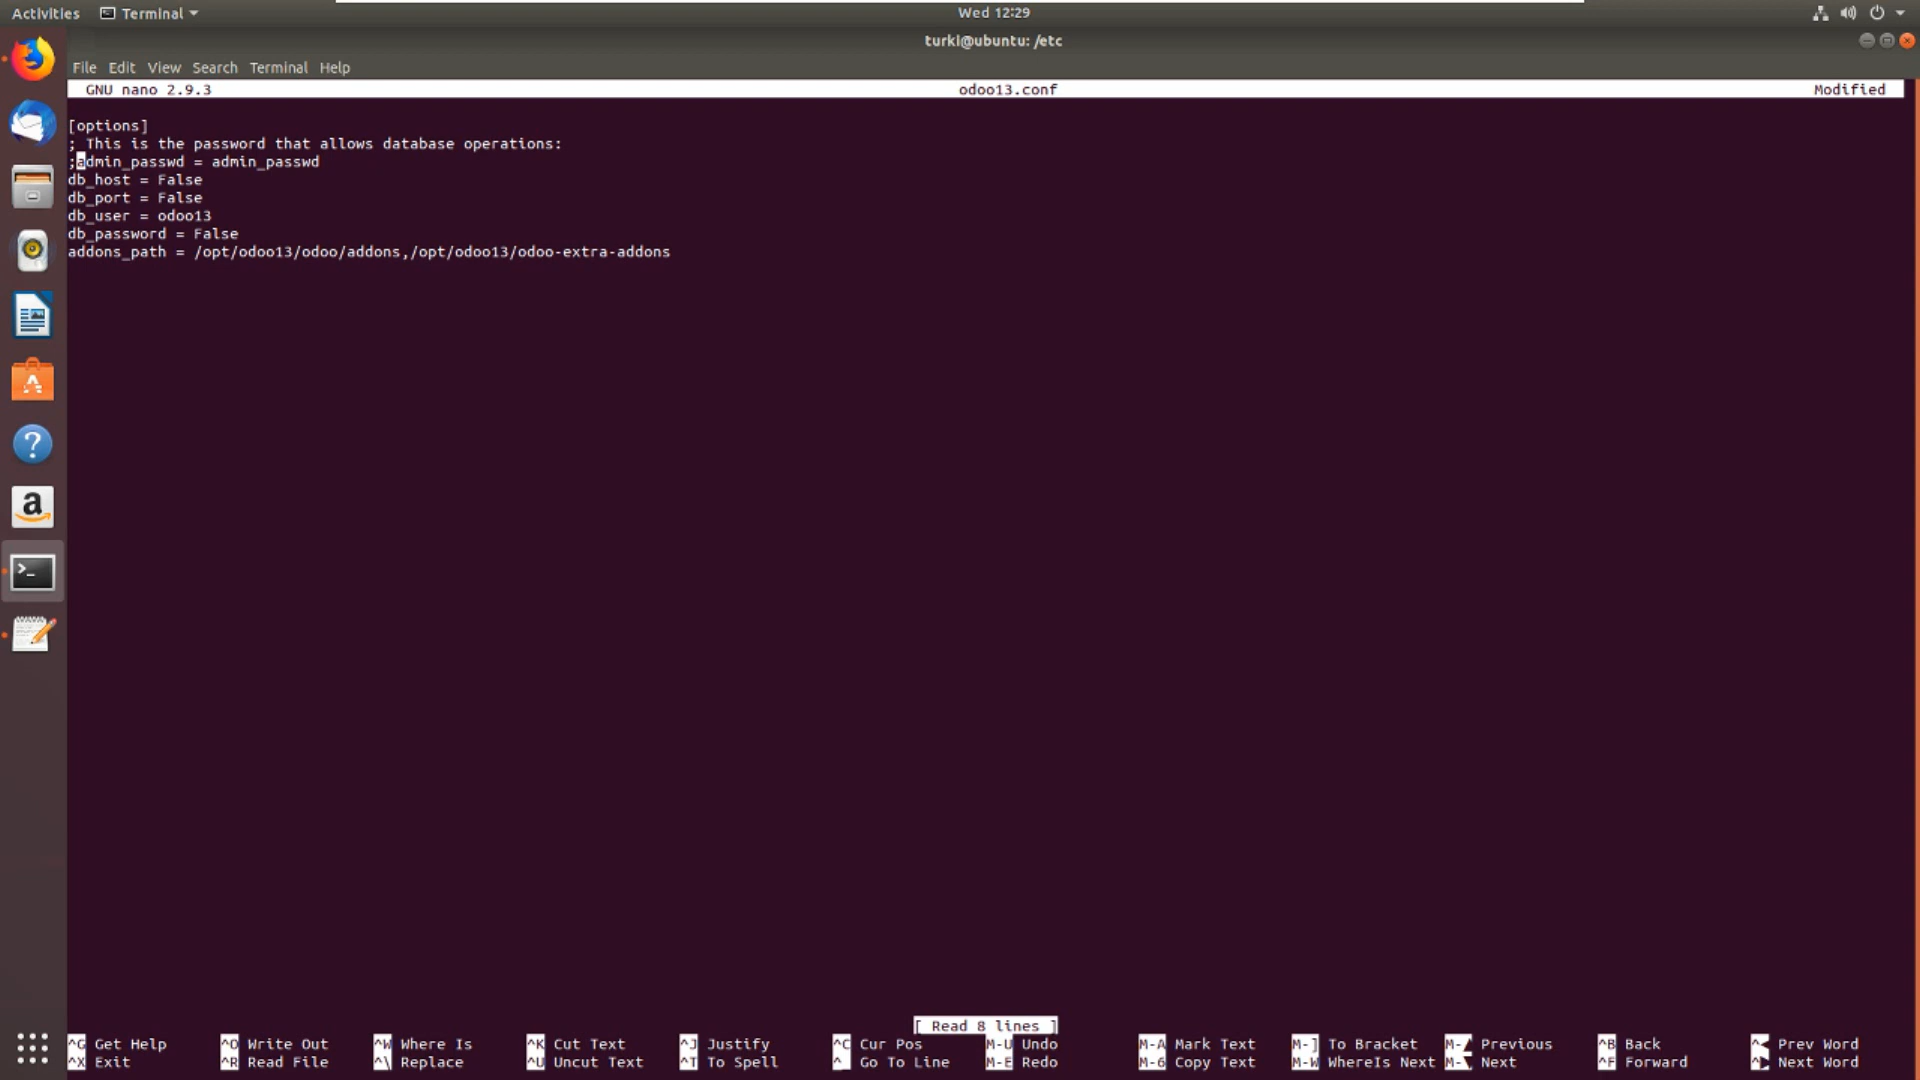 Activities Terminal Wed 12:29
turki@ubuntu: /etc
File Edit View Search Terminal Help
GNU nano 2.9.3 odoo13.conf Modified
[options]
; This is the password that allows database operations:
;admin_passwd = admin_passwd
db_host = False
db_port = False
db_user = odoo13
db_password = False
addons_path = /opt/odoo13/odoo/addons,/opt/odoo13/odoo-extra-addons
[ Read 8 lines ]
^G Get Help ^O Write Out ^W Where Is ^K Cut Text ^J Justify ^C Cur Pos M-U Undo M-A Mark Text M-] To Bracket M-▲ Previous ^B Back ^◀ Prev Word
^X Exit ^R Read File ^\ Replace ^U Uncut Text ^T To Spell ^_ Go To Line M-E Redo M-6 Copy Text M-W WhereIs Next M-▼ Next ^F Forward ^▶ Next Word